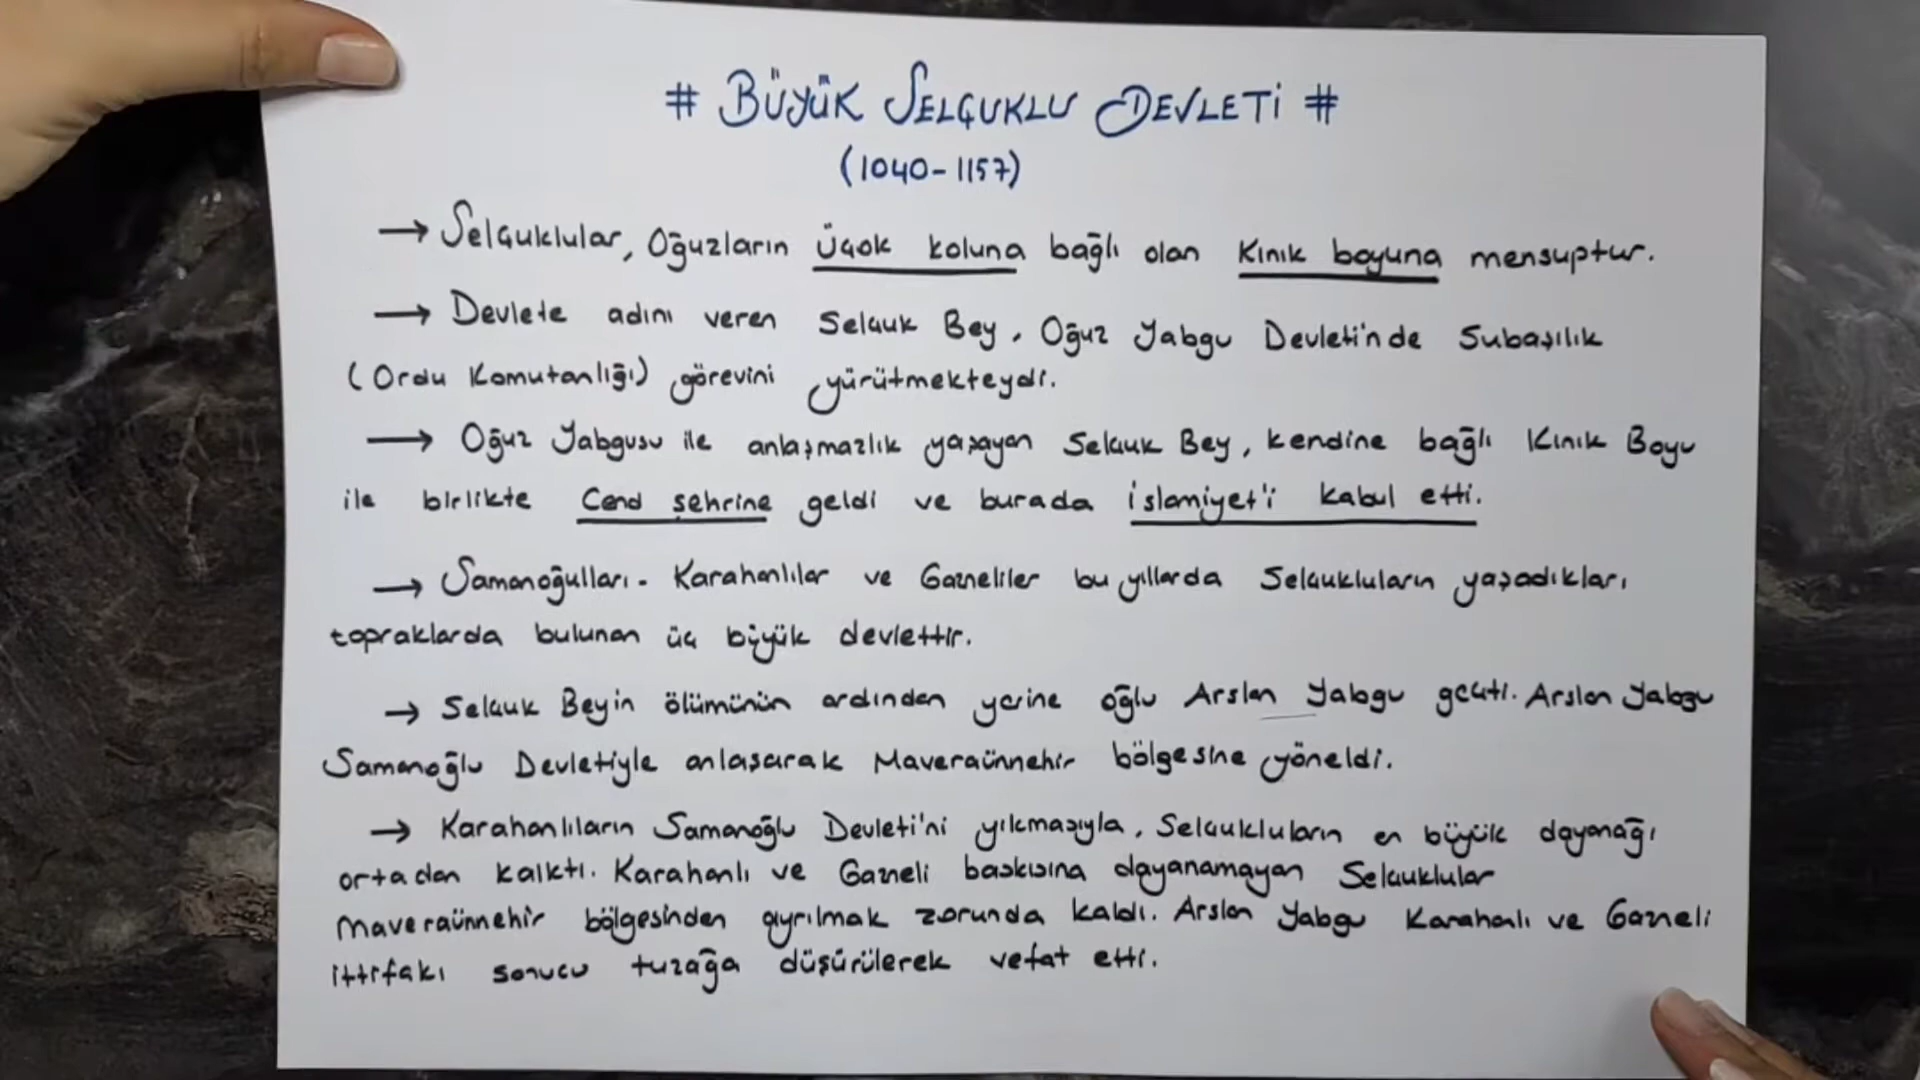 # BÜYÜK SELÇUKLU DEVLETİ #
(1040-1157)
→ Selçuklular, Oğuzların Üçok koluna bağlı olan Kınık boyuna mensuptur.
→ Devlete adını veren Selçuk Bey, Oğuz Yabgu Devleti'nde Subaşılık
(Ordu Komutanlığı) görevini yürütmekteydi.
→ Oğuz Yabgusu ile anlaşmazlık yaşayan Selçuk Bey, kendine bağlı Kınık Boyu
ile birlikte Cend şehrine geldi ve burada İslamiyet'i kabul etti.
→ Samanoğulları - Karahanlılar ve Gazneliler bu yıllarda Selçukluların yaşadıkları
topraklarda bulunan üç büyük devlettir.
→ Selçuk Beyin ölümünün ardından yerine oğlu Arslan Yabgu geçti. Arslan Yabgu
Samanoğlu Devletiyle anlaşarak Maveraünnehir bölgesine yöneldi.
→ Karahanlıların Samanoğlu Devleti'ni yıkmasıyla, Selçukluların en büyük dayanağı
ortadan kalktı. Karahanlı ve Gazneli baskısına dayanamayan Selçuklular
Maveraünnehir bölgesinden ayrılmak zorunda kaldı. Arslan Yabgu Karahanlı ve Gazneli
ittifakı sonucu tuzağa düşürülerek vefat etti.